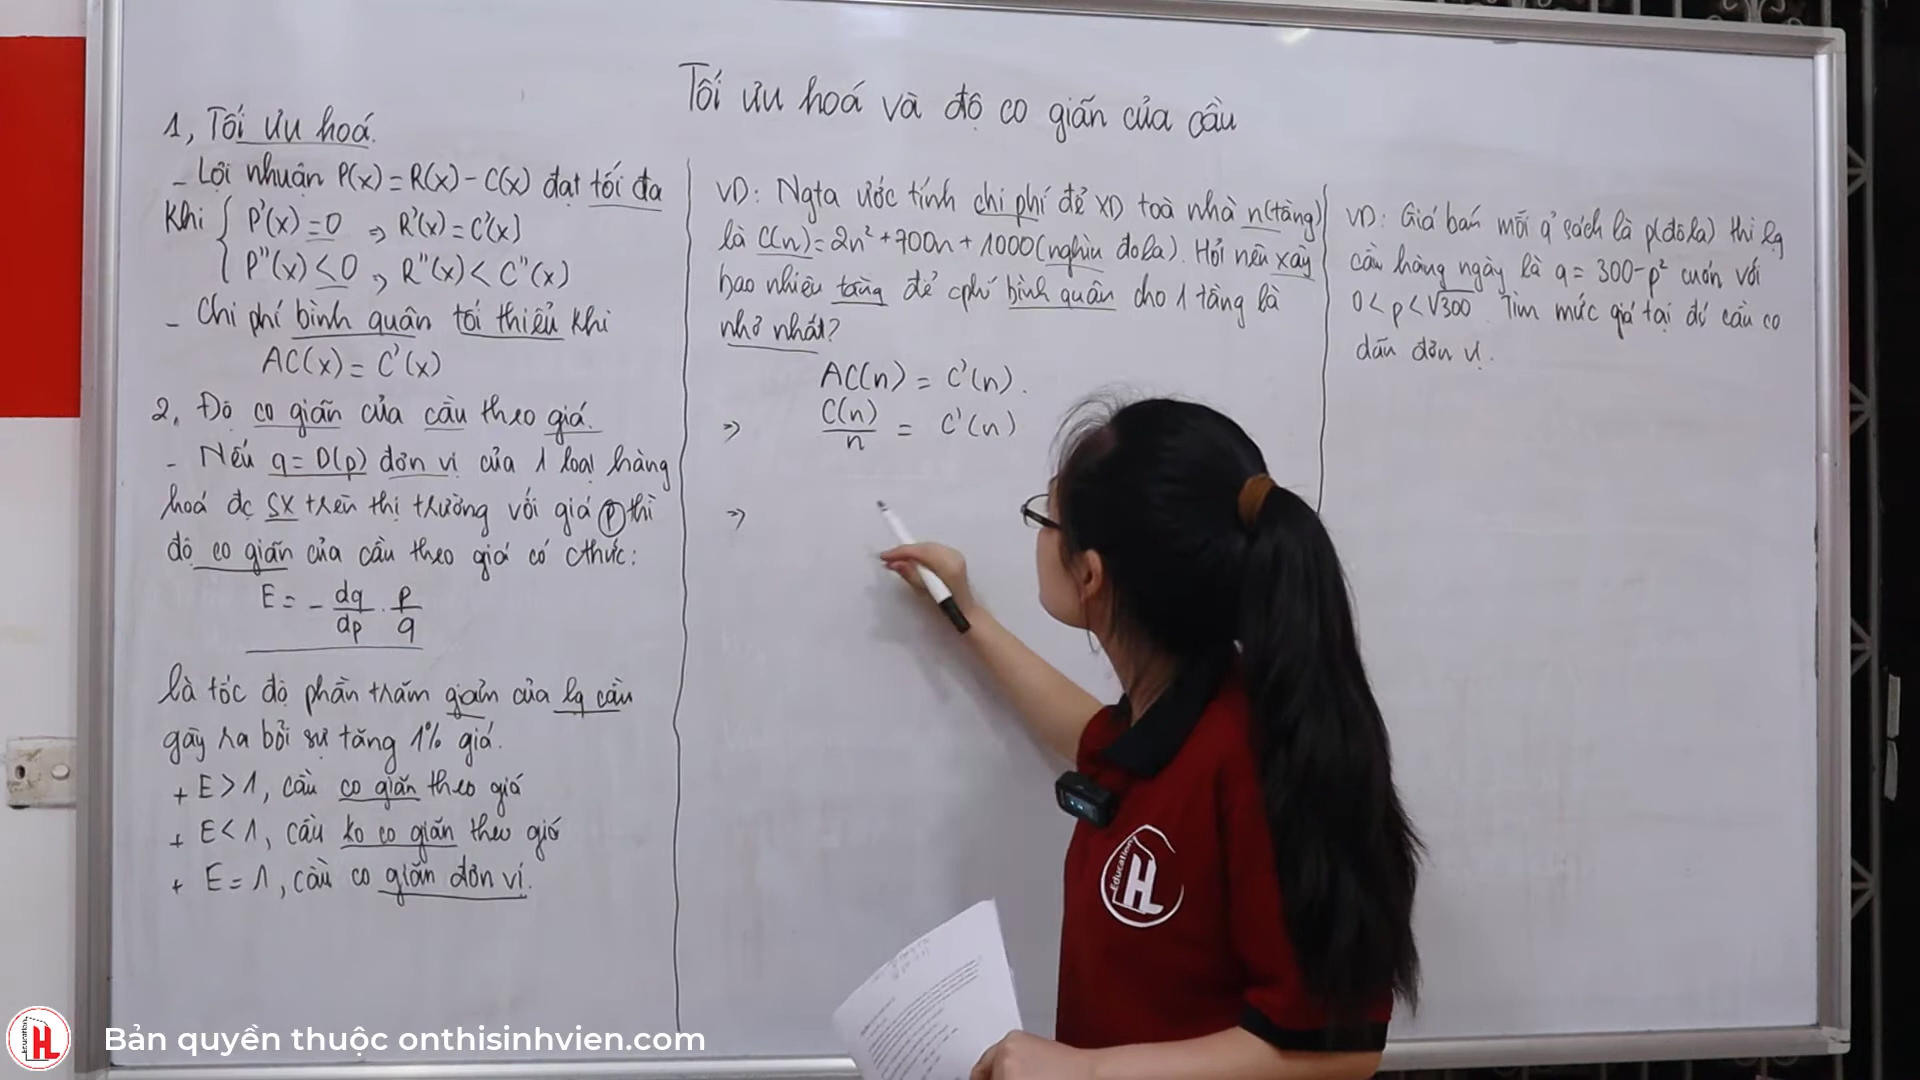 Tối ưu hoá và độ co giãn của cầu
1, Tối ưu hoá.
- Lợi nhuận P(x) = R(x) - C(x) đạt tối đa
khi { P'(x) = 0 => R'(x) = C'(x)
P''(x) < 0 => R''(x) < C''(x)
- Chi phí bình quân tối thiểu khi
AC(x) = C'(x)
2, Độ co giãn của cầu theo giá.
- Nếu q = D(p) đơn vị của 1 loại hàng
hoá đc sx trên thị trường với giá p thì
độ co giãn của cầu theo giá có cthức:
E = - dq/dp . p/q
là tốc độ phần trăm giảm của lg cầu
gây ra bởi sự tăng 1% giá.
+ E > 1, cầu co giãn theo giá
+ E < 1, cầu ko co giãn theo giá
+ E = 1, cầu co giãn đơn vị.
VD: Ngta ước tính chi phí để XD toà nhà n (tầng)
là C(n) = 2n² + 700n + 1000 (nghìn đola). Hỏi nên xây
bao nhiêu tầng để cphí bình quân cho 1 tầng là
nhỏ nhất?
AC(n) = C'(n).
=> C(n)/n = C'(n)
=>
VD: Giá bán mỗi q' sách là p (đôla) thì lg
cầu hàng ngày là q = 300 - p² cuốn với
0 < p < √300. Tìm mức giá tại đó cầu co
dãn đơn vị.
Education
HL
Education
HL
Bản quyền thuộc onthisinhvien.com